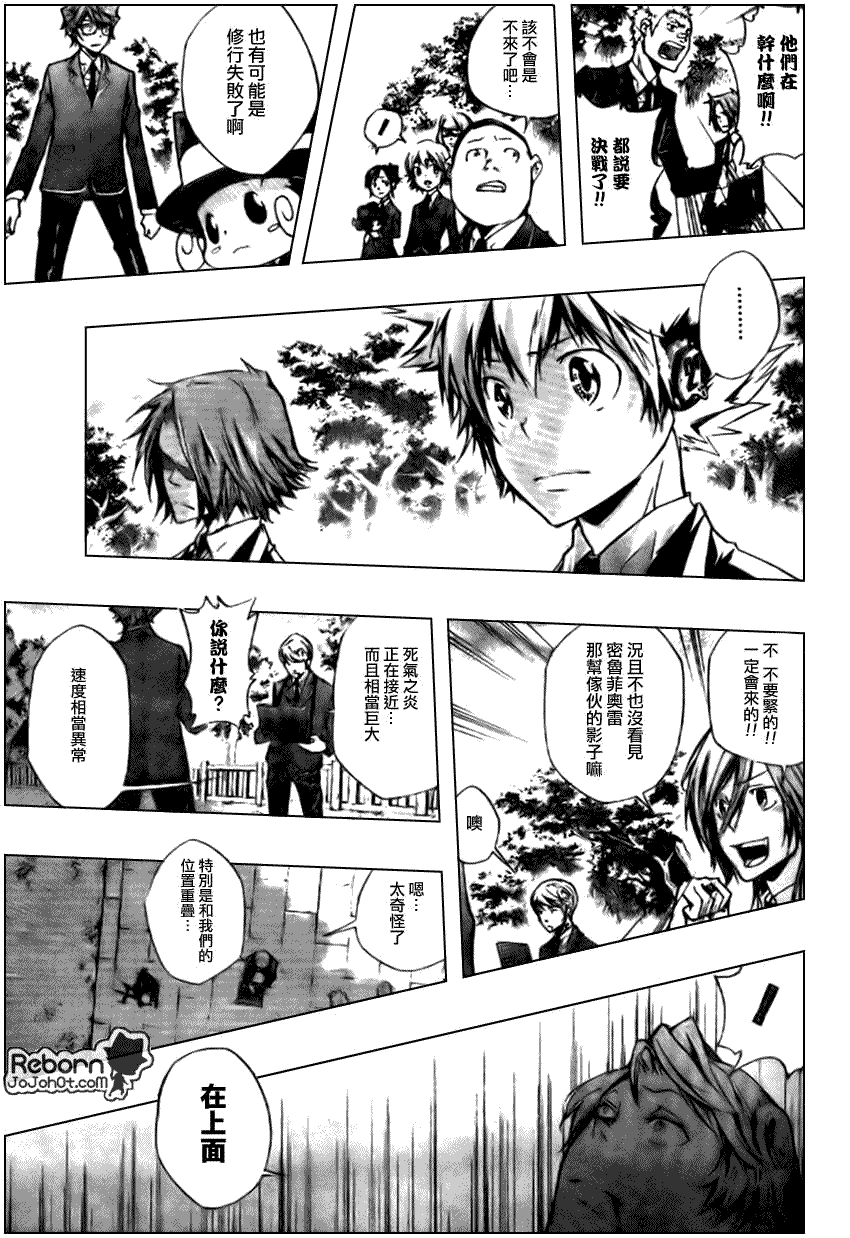 他們在
幹什麼啊!!
都說要
決戰了!!
該不會是
不來了吧…
!
也有可能是
修行失敗了啊
………
不 不要緊的!!
一定會來的!!
況且不也沒看見
密魯菲奧雷
那幫傢伙的影子嘛
噢
死氣之炎
正在接近…
而且相當巨大
你說什麼?
速度相當異常
嗯…
太奇怪了
特別是和我們的
位置重疊…
!
在上面
Reborn
JoJohOt.coM